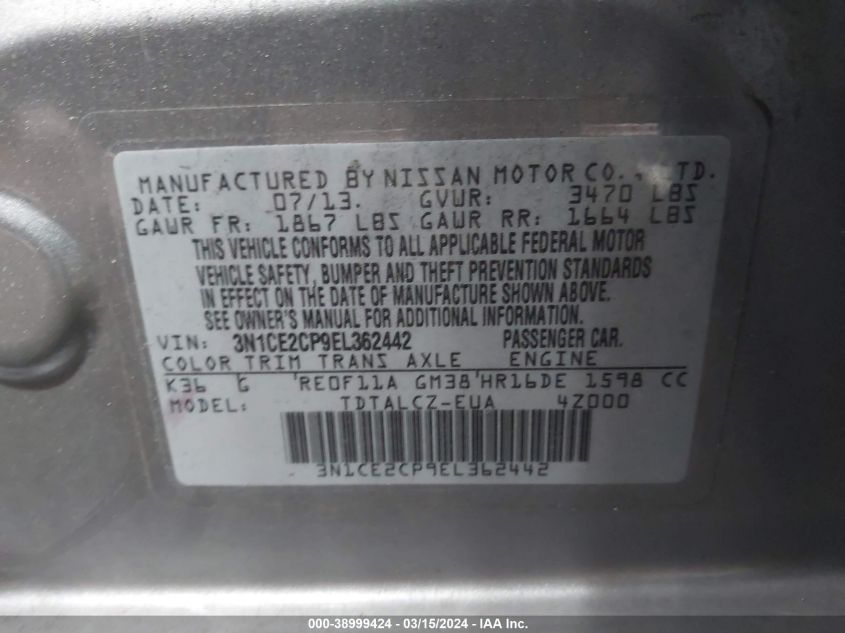 MANUFACTURED BY NISSAN MOTOR CO., LTD.
DATE: 07/13. GVWR: 3470 LBS
GAWR FR: 1867 LBS GAWR RR: 1664 LBS
THIS VEHICLE CONFORMS TO ALL APPLICABLE FEDERAL MOTOR
VEHICLE SAFETY, BUMPER AND THEFT PREVENTION STANDARDS
IN EFFECT ON THE DATE OF MANUFACTURE SHOWN ABOVE.
SEE OWNER'S MANUAL FOR ADDITIONAL INFORMATION.
VIN: 3N1CE2CP9EL362442 PASSENGER CAR.
COLOR TRIM TRANS AXLE ENGINE
K36 G 'RE0F11A GM38'HR16DE 1598 CC
MODEL: TDTALCZ-EUA 4Z000
3N1CE2CP9EL362442
000-38999424 - 03/15/2024 - IAA, Inc.